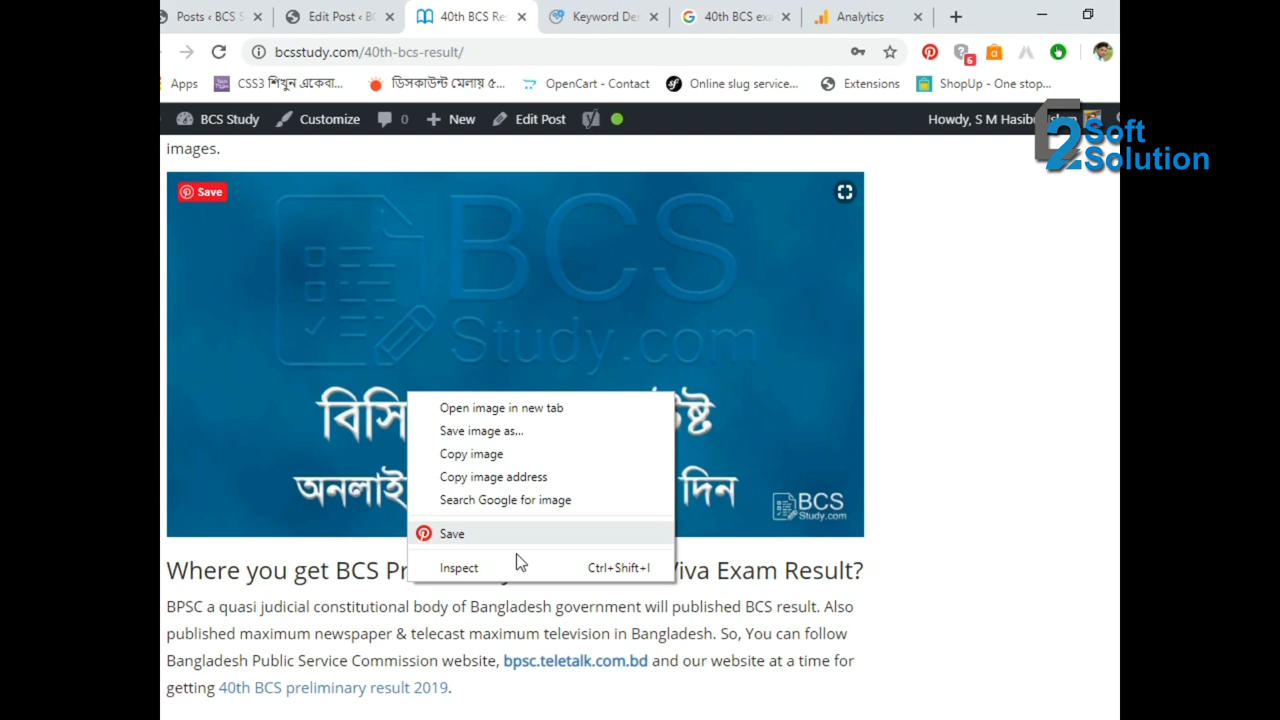 Posts ‹ BCS S
Edit Post ‹ BC
40th BCS Res
Keyword De
40th BCS exa
Analytics
bcsstudy.com/40th-bcs-result/
6
Apps
CSS3 শিখুন একেবা...
ডিসকাউন্ট মেলায় ৫...
OpenCart - Contact
Online slug service...
Extensions
ShopUp - One stop...
BCS Study
Customize
0
New
Edit Post
Howdy, S M Hasibu
Soft
2 Solution
images.
Save
BCS
Study.com
বিসি
অনলাই
দিন
BCS
Study.com
Open image in new tab
Save image as...
Copy image
Copy image address
Search Google for image
Save
Inspect Ctrl+Shift+I
Where you get BCS Pr Viva Exam Result?
BPSC a quasi judicial constitutional body of Bangladesh government will published BCS result. Also
published maximum newspaper & telecast maximum television in Bangladesh. So, You can follow
Bangladesh Public Service Commission website, bpsc.teletalk.com.bd and our website at a time for
getting 40th BCS preliminary result 2019.